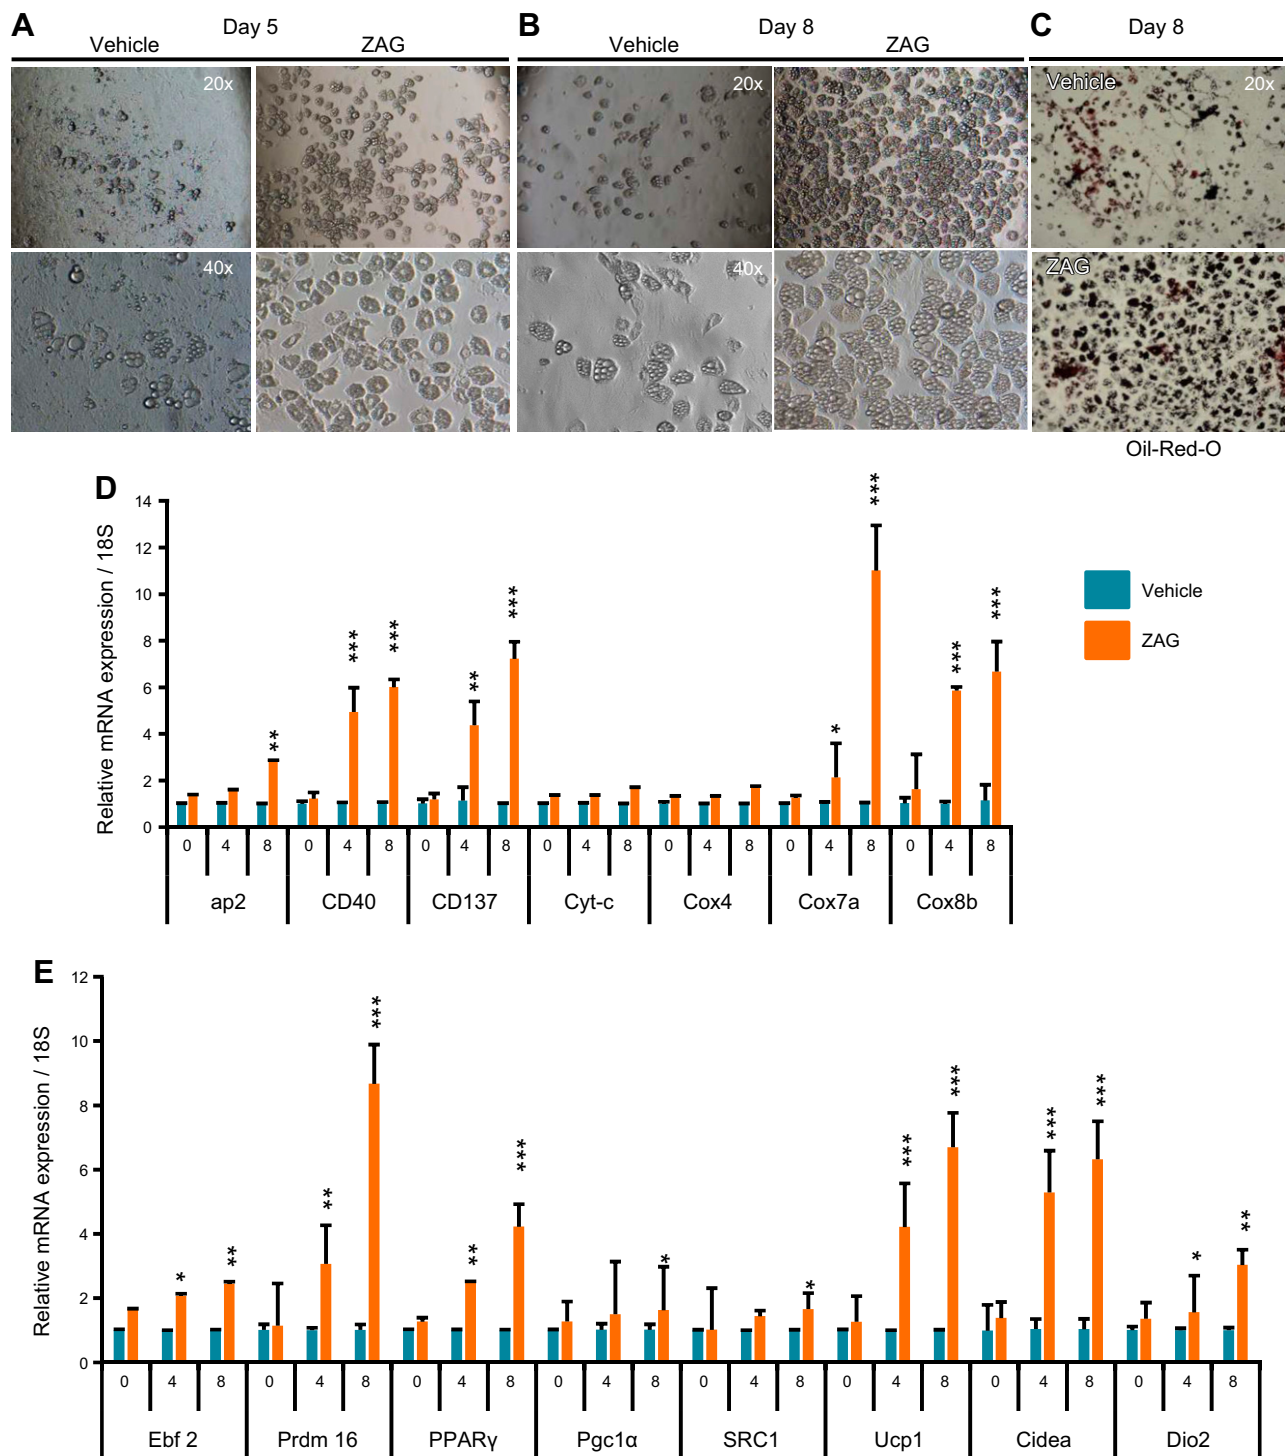 A
Day 5
Vehicle
ZAG
20x
40x
B
Day 8
Vehicle
ZAG
20x
40x
C
Day 8
Vehicle
20x
ZAG
Oil-Red-O
D
Relative mRNA expression / 18S
14
12
10
8
6
4
2
0
**
***
***
**
***
*
***
***
***
0 4 8 0 4 8 0 4 8 0 4 8 0 4 8 0 4 8 0 4 8
ap2 CD40 CD137 Cyt-c Cox4 Cox7a Cox8b
Vehicle
ZAG
E
Relative mRNA expression / 18S
12
10
8
6
4
2
0
*
**
**
***
**
***
*
*
***
***
***
***
*
**
0 4 8 0 4 8 0 4 8 0 4 8 0 4 8 0 4 8 0 4 8 0 4 8
Ebf 2 Prdm 16 PPARγ Pgc1α SRC1 Ucp1 Cidea Dio2